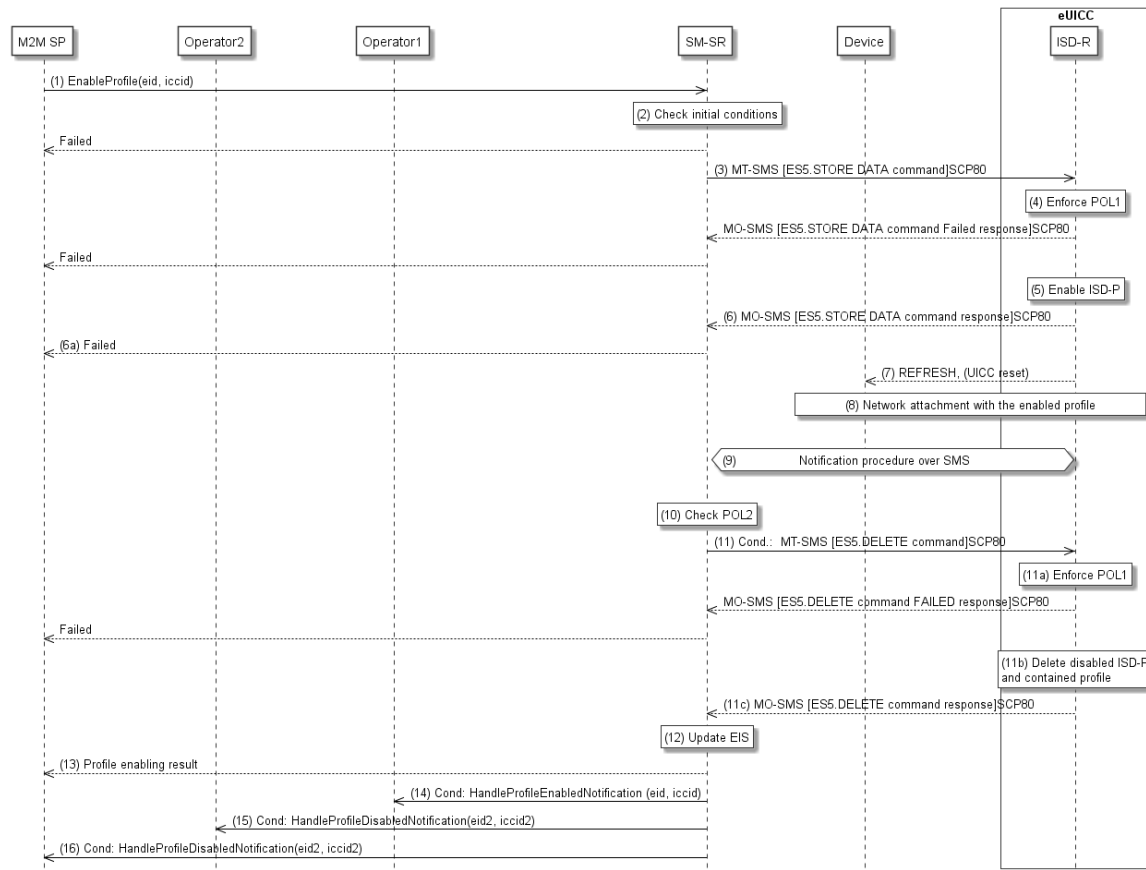 eUICC
M2M SP
Operator2
Operator1
SM-SR
Device
ISD-R
(1) EnableProfile(eid, iccid)
(2) Check initial conditions
Failed
(3) MT-SMS [ES5.STORE DATA command]SCP80
(4) Enforce POL1
MO-SMS [ES5.STORE DATA command Failed response]SCP80
Failed
(5) Enable ISD-P
(6) MO-SMS [ES5.STORE DATA command response]SCP80
(6a) Failed
(7) REFRESH, (UICC reset)
(8) Network attachment with the enabled profile
(9) Notification procedure over SMS
(10) Check POL2
(11) Cond.: MT-SMS [ES5.DELETE command]SCP80
(11a) Enforce POL1
MO-SMS [ES5.DELETE command FAILED response]SCP80
Failed
(11b) Delete disabled ISD-P
and contained profile
(11c) MO-SMS [ES5.DELETE command response]SCP80
(12) Update EIS
(13) Profile enabling result
(14) Cond: HandleProfileEnabledNotification (eid, iccid)
(15) Cond: HandleProfileDisabledNotification(eid2, iccid2)
(16) Cond: HandleProfileDisabledNotification(eid2, iccid2)